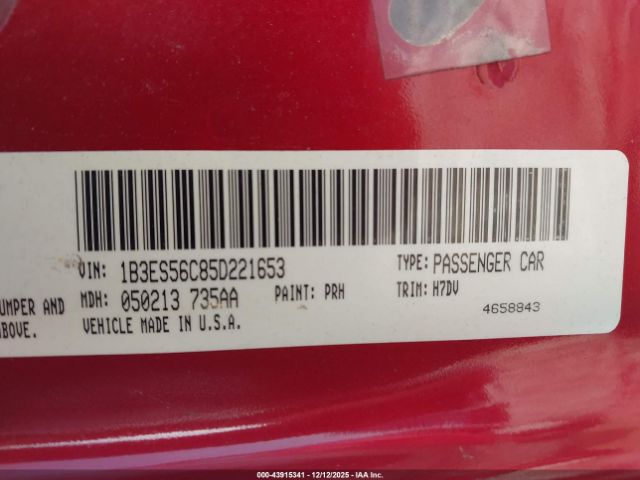 VIN: 1B3ES56C85D221653 TYPE: PASSENGER CAR
UMPER AND MDH: 050213 735AA PAINT: PRH TRIM: H7DV
ABOVE. VEHICLE MADE IN U.S.A. 4658843
000-43915341 - 12/12/2025 - IAA Inc.